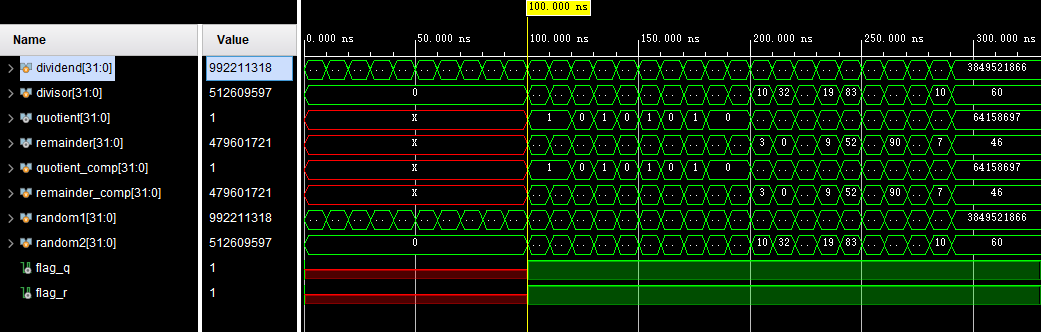 100.000 ns
Name Value
0.000 ns 50.000 ns 100.000 ns 150.000 ns 200.000 ns 250.000 ns 300.000 ns
dividend[31:0] 992211318 3849521866
divisor[31:0] 512609597 0 10 32 .. 19 83 .. 10 60
quotient[31:0] 1 X 1 0 1 0 1 0 1 0 64158697
remainder[31:0] 479601721 X 3 0 .. 9 52 .. 90 .. 7 46
quotient_comp[31:0] 1 X 1 0 1 0 1 0 1 0 64158697
remainder_comp[31:0] 479601721 X 3 0 .. 9 52 .. 90 .. 7 46
random1[31:0] 992211318 3849521866
random2[31:0] 512609597 0 10 32 .. 19 83 .. 10 60
flag_q 1
flag_r 1